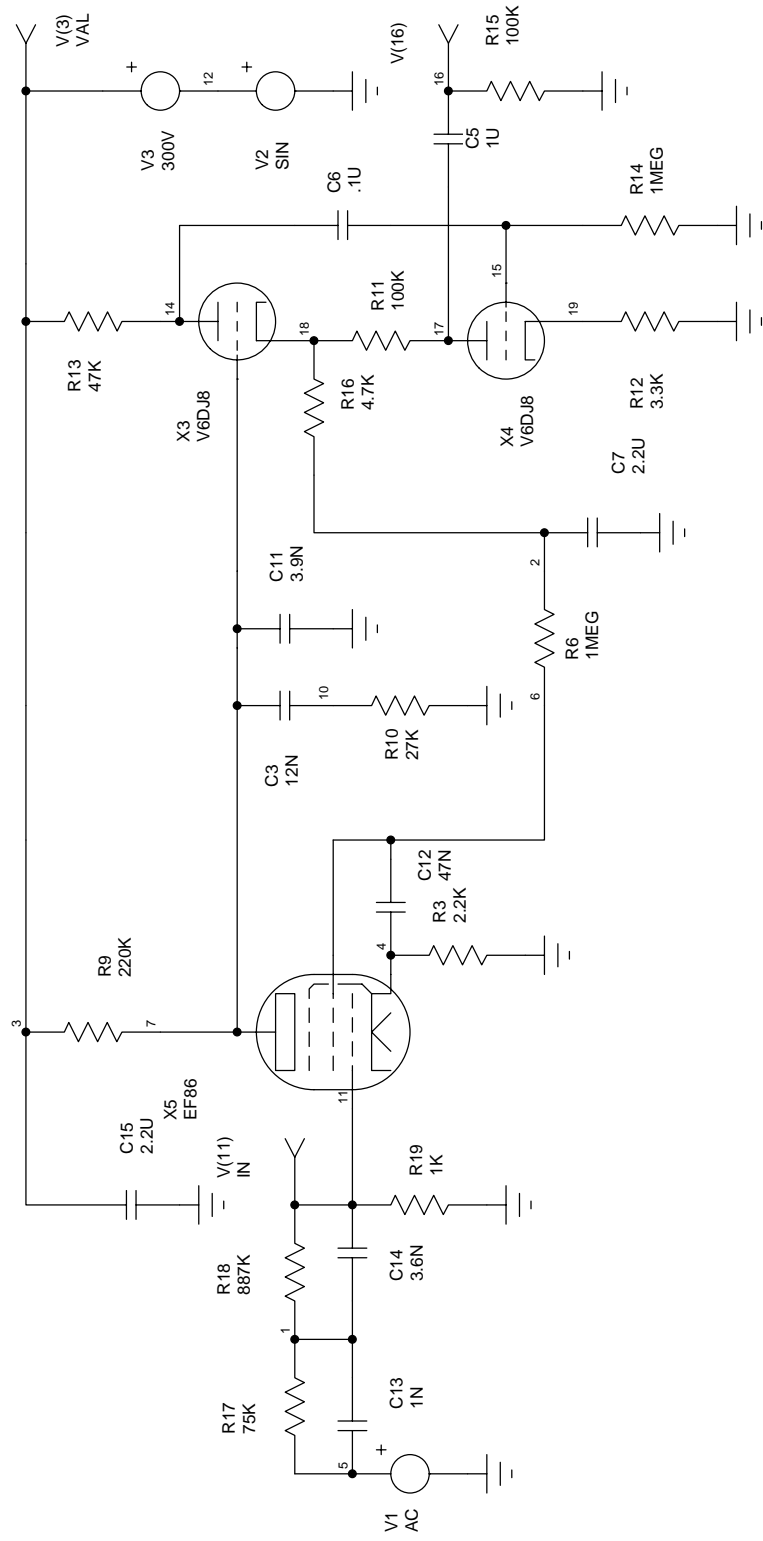 V(3)
VAL
+
12
+
V3
300V
V2
SIN
R15
100K
V(16)
16
C5
1U
C6
.1U
R14
1MEG
15
19
R13
47K
14
X3
V6DJ8
R11
100K
18
17
R16
4.7K
X4
V6DJ8
R12
3.3K
C7
2.2U
2
C11
3.9N
R6
1MEG
6
10
C3
12N
R10
27K
C12
47N
R3
2.2K
4
R9
220K
3
7
X5
EF86
C15
2.2U
11
V(11)
IN
R19
1K
R18
887K
C14
3.6N
1
R17
75K
C13
1N
5
+
V1
AC